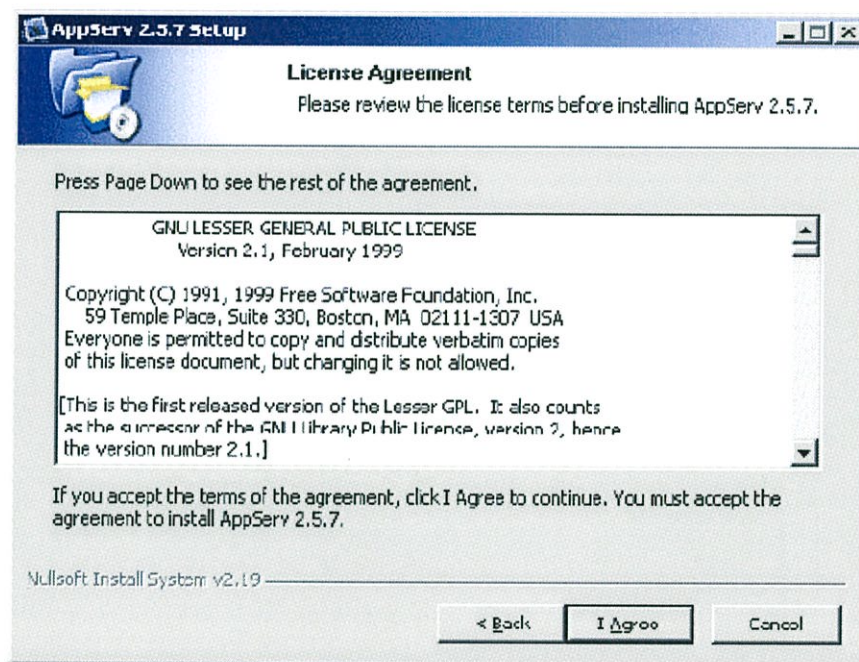 AppServ 2.5.7 Setup
License Agreement
Please review the license terms before installing AppServ 2.5.7.
Press Page Down to see the rest of the agreement.
GNU LESSER GENERAL PUBLIC LICENSE
Version 2.1, February 1999
Copyright (C) 1991, 1999 Free Software Foundation, Inc.
59 Temple Place, Suite 330, Boston, MA 02111-1307 USA
Everyone is permitted to copy and distribute verbatim copies
of this license document, but changing it is not allowed.
[This is the first released version of the Lesser GPL. It also counts
as the successor of the GNU Library Public License, version 2, hence
the version number 2.1.]
If you accept the terms of the agreement, click I Agree to continue. You must accept the
agreement to install AppServ 2.5.7.
Nullsoft Install System v2.19
< Back
I Agree
Cancel